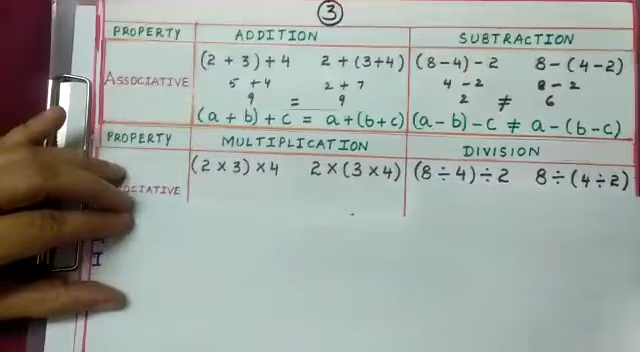 3
PROPERTY ADDITION SUBTRACTION
ASSOCIATIVE (2 + 3) + 4 2 + (3+4) (8-4) - 2 8 - (4-2)
5 + 4 2 + 7 4 - 2 8 - 2
9 = 9 2 ≠ 6
(a + b) + c = a + (b + c) (a - b) - c ≠ a - (b - c)
PROPERTY MULTIPLICATION DIVISION
(2 × 3) × 4 2 × (3 × 4) (8 ÷ 4) ÷ 2 8 ÷ (4 ÷ 2)